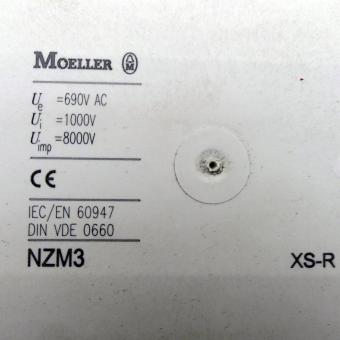 MOELLER
Ue =690V AC
Ui =1000V
Uimp =8000V
CE
IEC/EN 60947
DIN VDE 0660
NZM3 XS-R